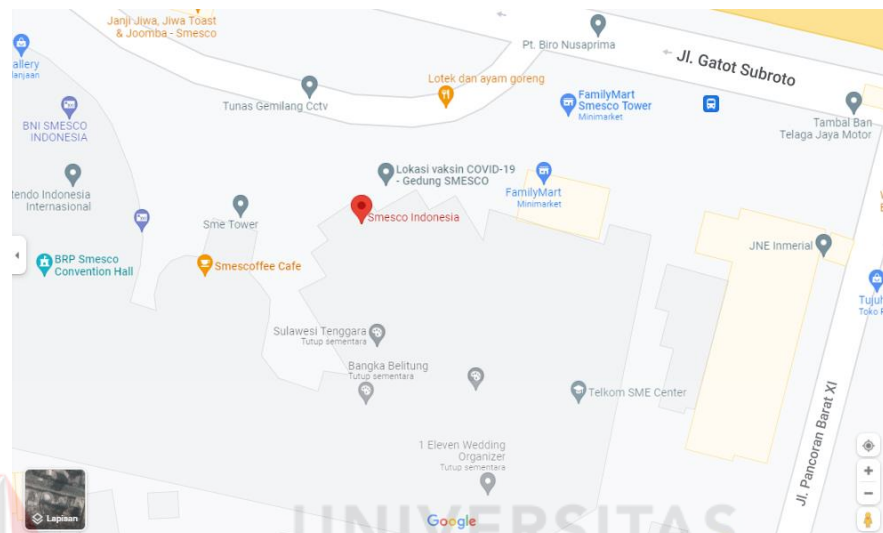 Janji Jiwa, Jiwa Toast
& Joomba - Smesco
Pt. Biro Nusaprima
Jl. Gatot Subroto
allery
lanjaan
Lotek dan ayam goreng
Tunas Gemilang Cctv
FamilyMart
Smesco Tower
Minimarket
Tambal Ban
Telaga Jaya Motor
BNI SMESCO
INDONESIA
Lokasi vaksin COVID-19
- Gedung SMESCO
tendo Indonesia
Internasional
FamilyMart
Minimarket
Sme Tower
Smesco Indonesia
JNE Inmerial
BRP Smesco
Convention Hall
Smescoffee Cafe
Tujuh
Toko P
Sulawesi Tenggara
Tutup sementara
Bangka Belitung
Tutup sementara
Telkom SME Center
Jl. Pancoran Barat XI
1 Eleven Wedding
Organizer
Tutup sementara
Lapisan
Google
UNIVERSITAS